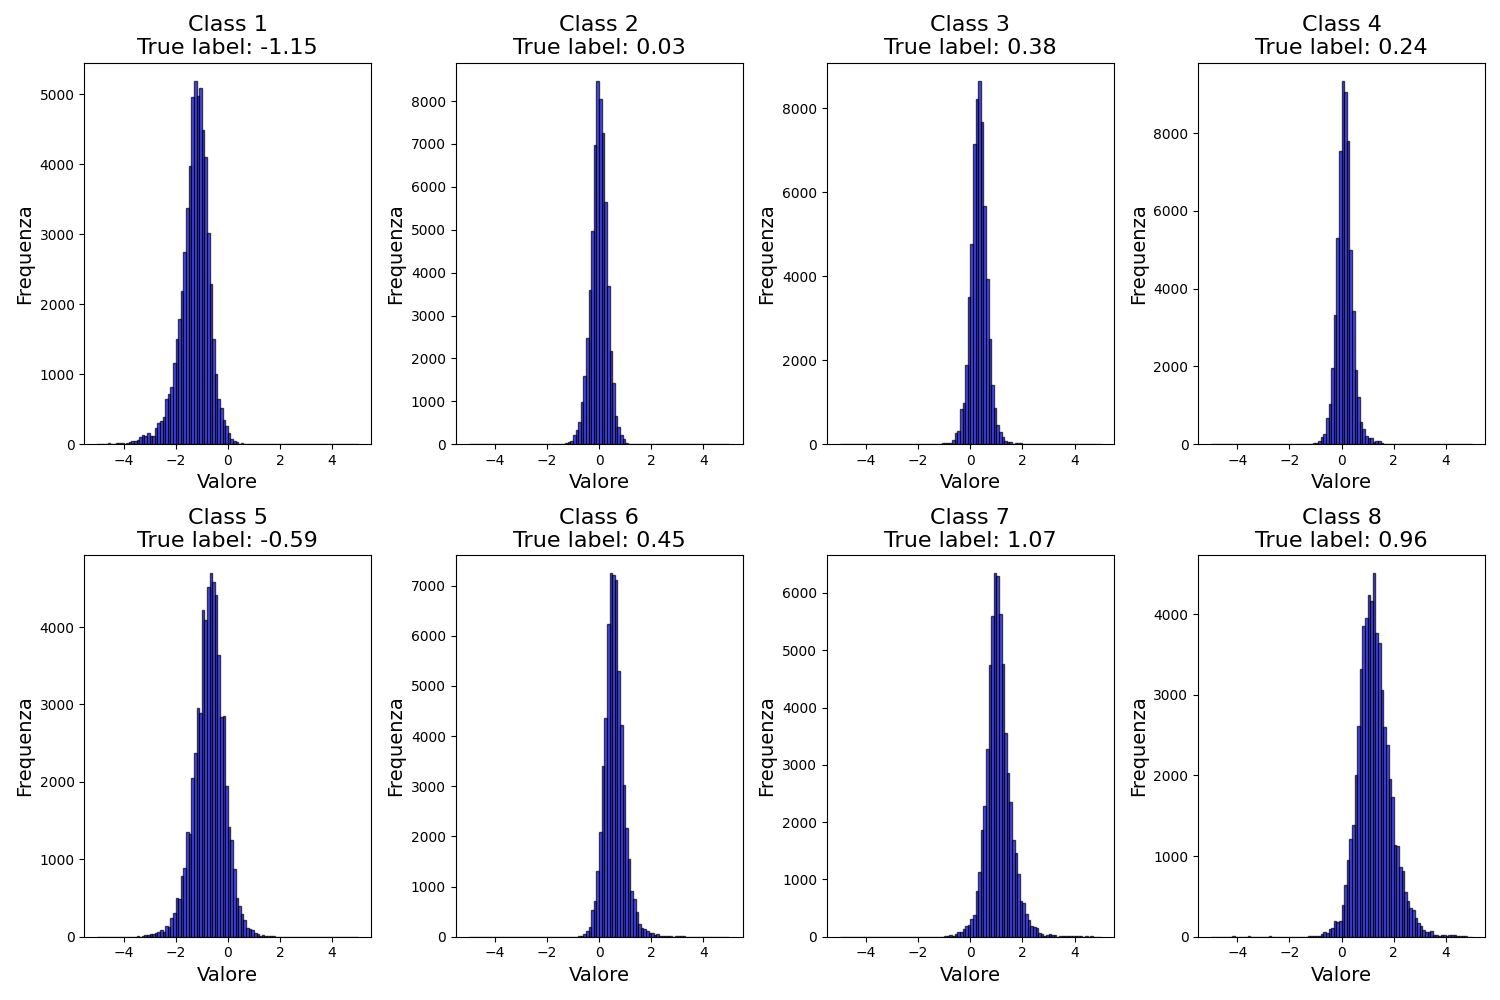 Class 1
True label: -1.15
Class 2
True label: 0.03
Class 3
True label: 0.38
Class 4
True label: 0.24
Frequenza
5000
4000
3000
2000
1000
0
−4
−2
0
2
4
Valore
Frequenza
8000
7000
6000
5000
4000
3000
2000
1000
0
−4
−2
0
2
4
Valore
Frequenza
8000
6000
4000
2000
0
−4
−2
0
2
4
Valore
Frequenza
8000
6000
4000
2000
0
−4
−2
0
2
4
Valore
Class 5
True label: -0.59
Class 6
True label: 0.45
Class 7
True label: 1.07
Class 8
True label: 0.96
Frequenza
4000
3000
2000
1000
0
−4
−2
0
2
4
Valore
Frequenza
7000
6000
5000
4000
3000
2000
1000
0
−4
−2
0
2
4
Valore
Frequenza
6000
5000
4000
3000
2000
1000
0
−4
−2
0
2
4
Valore
Frequenza
4000
3000
2000
1000
0
−4
−2
0
2
4
Valore